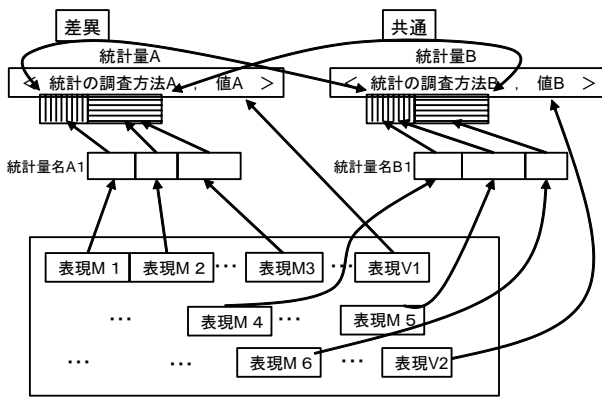 差異 共通
統計量A 統計量B
＜ 統計の調査方法A ， 値A ＞ ＜ 統計の調査方法B ， 値B ＞
統計量名A1 統計量名B1
表現M 1 表現M 2 … 表現M3 … 表現V1
… 表現M 4 … 表現M 5
… … 表現M 6 … 表現V2